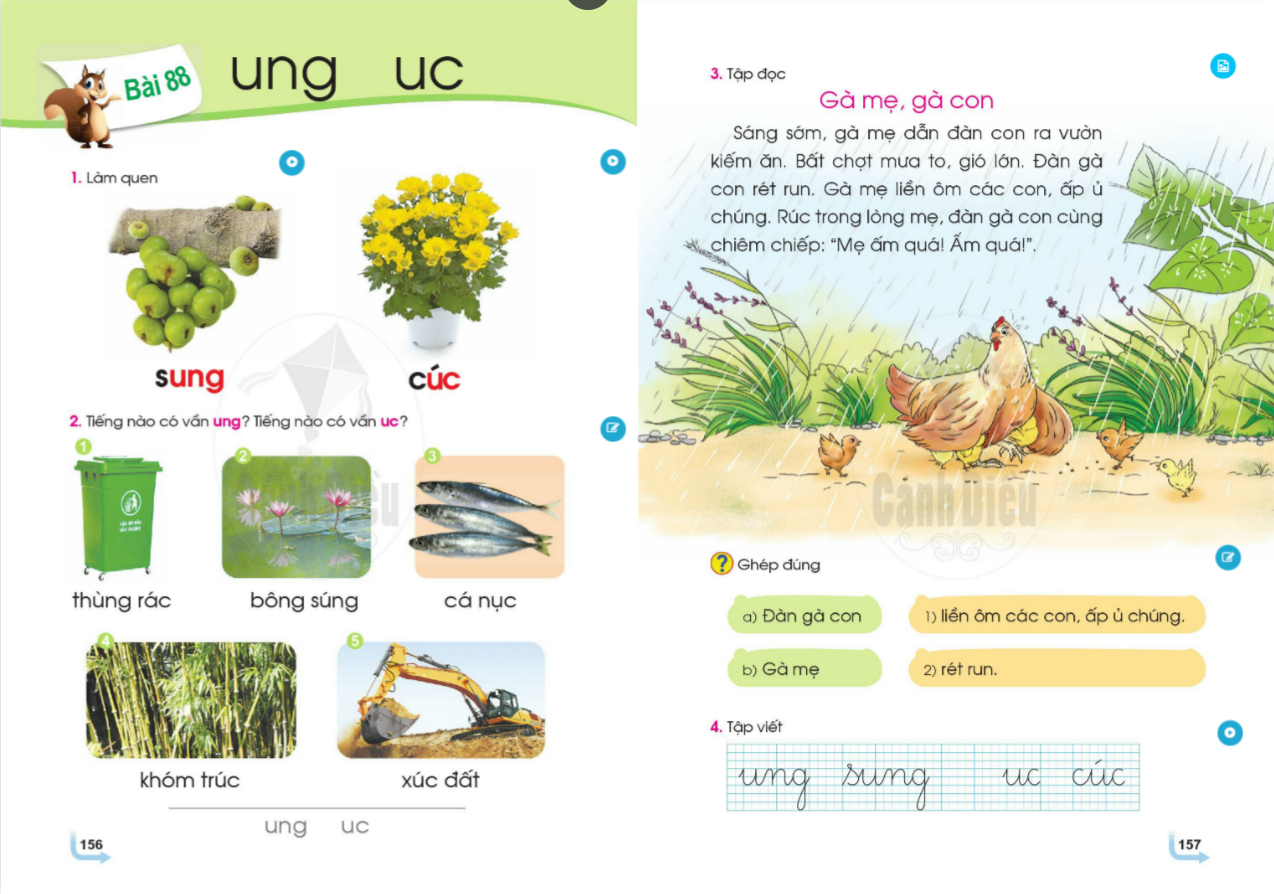 Bài 88
ung uc
1. Làm quen
sung
cúc
2. Tiếng nào có vần ung? Tiếng nào có vần uc?
1
2
3
thùng rác
bông súng
cá nục
4
5
khóm trúc
xúc đất
ung uc
156
3. Tập đọc
Gà mẹ, gà con
Sáng sớm, gà mẹ dẫn đàn con ra vườn
kiếm ăn. Bất chợt mưa to, gió lớn. Đàn gà
con rét run. Gà mẹ liền ôm các con, ấp ủ
chúng. Rúc trong lòng mẹ, đàn gà con cùng
chiêm chiếp: “Mẹ ấm quá! Ấm quá!”.
Cánh Diều
? Ghép đúng
a) Đàn gà con
1) liền ôm các con, ấp ủ chúng.
b) Gà mẹ
2) rét run.
4. Tập viết
ung sung uc cúc
157